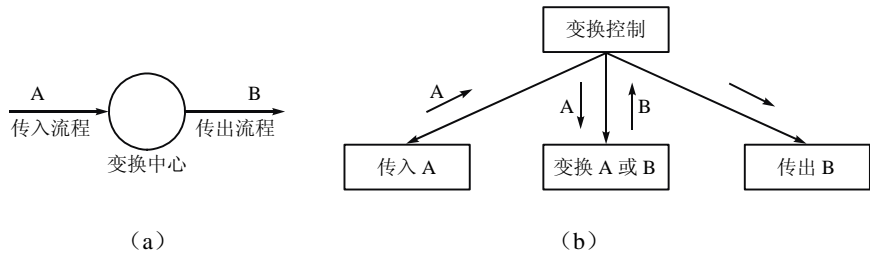 A
B
传入流程
传出流程
变换中心
（a）
变换控制
A
A
B
传入 A
变换 A 或 B
传出 B
（b）